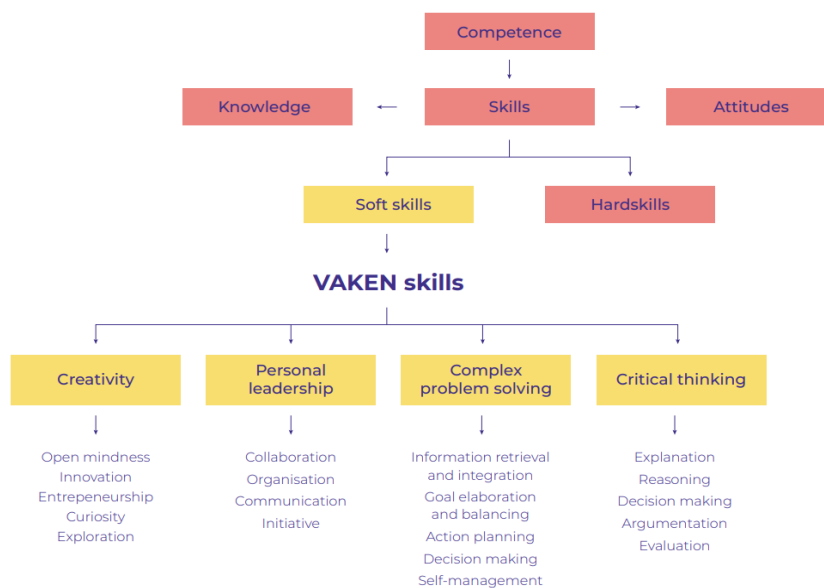 Competence
Knowledge
Skills
Attitudes
Soft skills
Hardskills
VAKEN skills
Creativity
Personal
leadership
Complex
problem solving
Critical thinking
Open mindness
Innovation
Entrepeneurship
Curiosity
Exploration
Collaboration
Organisation
Communication
Initiative
Information retrieval
and integration
Goal elaboration
and balancing
Action planning
Decision making
Self-management
Explanation
Reasoning
Decision making
Argumentation
Evaluation